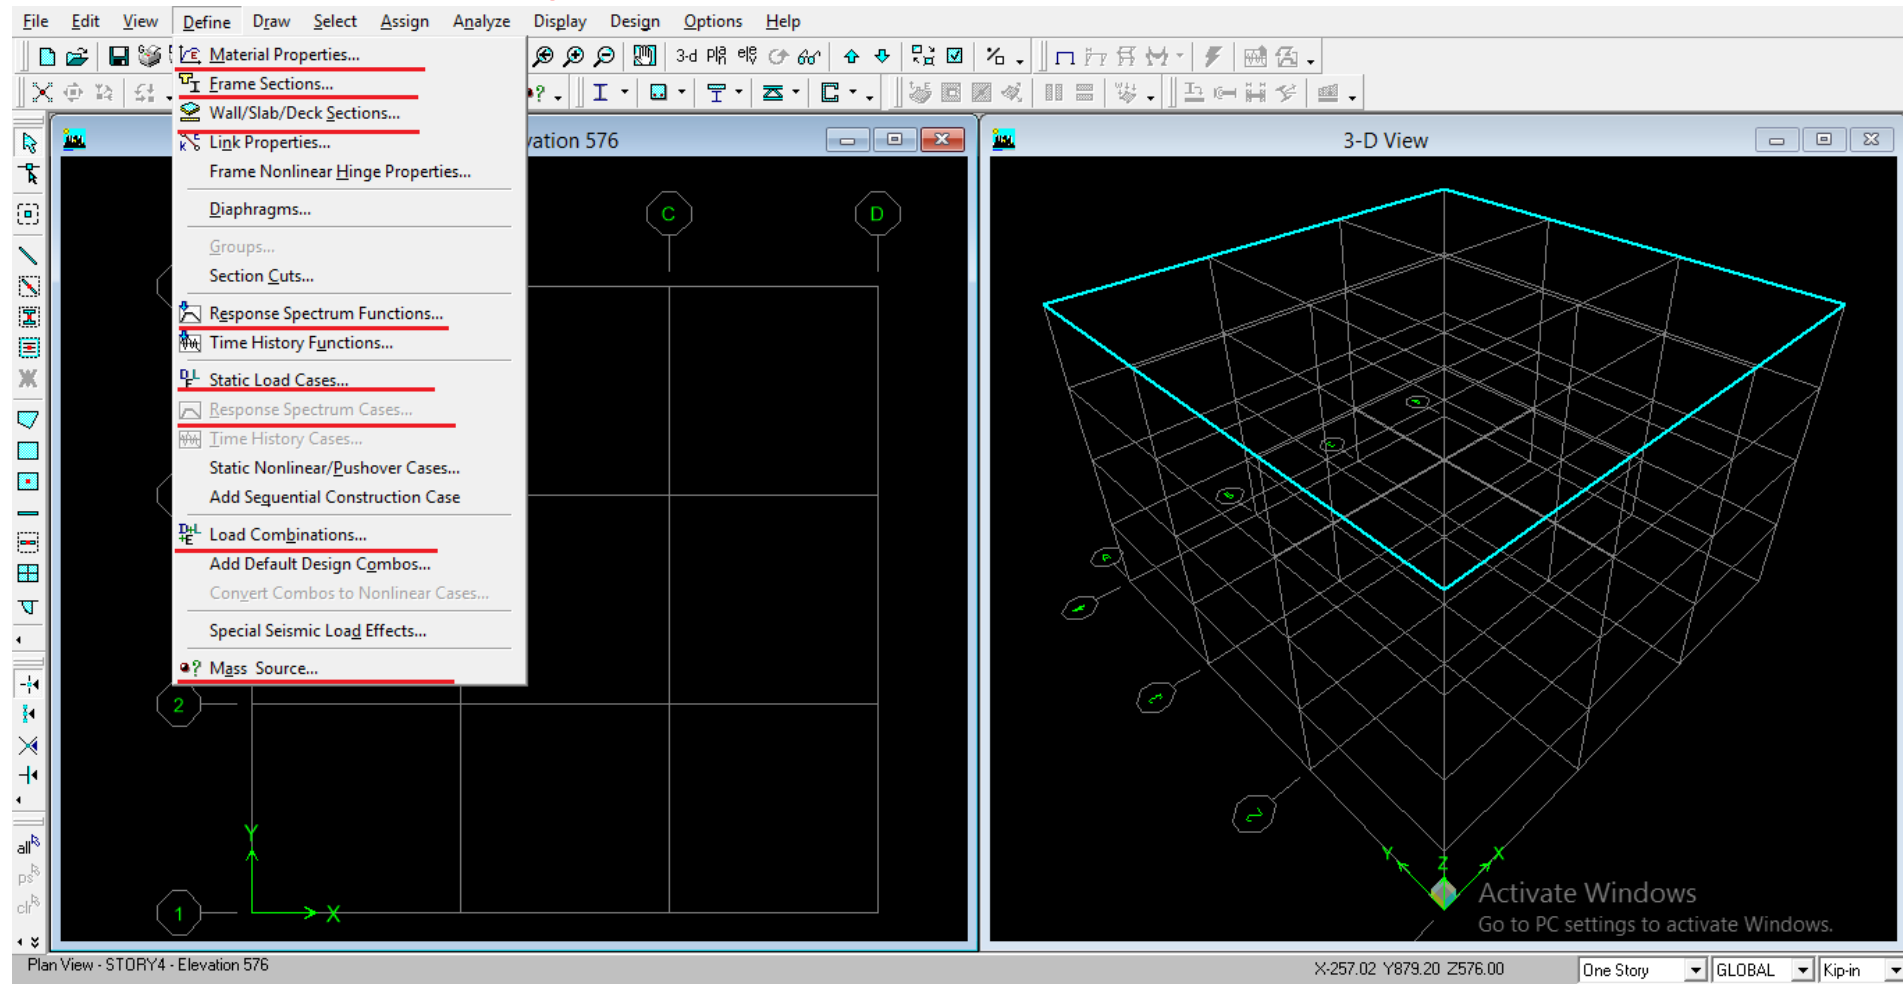 File Edit View Define Draw Select Assign Analyze Display Design Options Help
3-d
Material Properties...
Frame Sections...
Wall/Slab/Deck Sections...
Link Properties...
Frame Nonlinear Hinge Properties...
Diaphragms...
Groups...
Section Cuts...
Response Spectrum Functions...
Time History Functions...
Static Load Cases...
Response Spectrum Cases...
Time History Cases...
Static Nonlinear/Pushover Cases...
Add Sequential Construction Case
Load Combinations...
Add Default Design Combos...
Convert Combos to Nonlinear Cases...
Special Seismic Load Effects...
Mass Source...
vation 576
C
D
2
1
Y
X
3-D View
Y
Z
X
all
ps
clr
Activate Windows
Go to PC settings to activate Windows.
Plan View - STORY4 - Elevation 576
X-257.02 Y879.20 Z576.00
One Story
GLOBAL
Kip-in